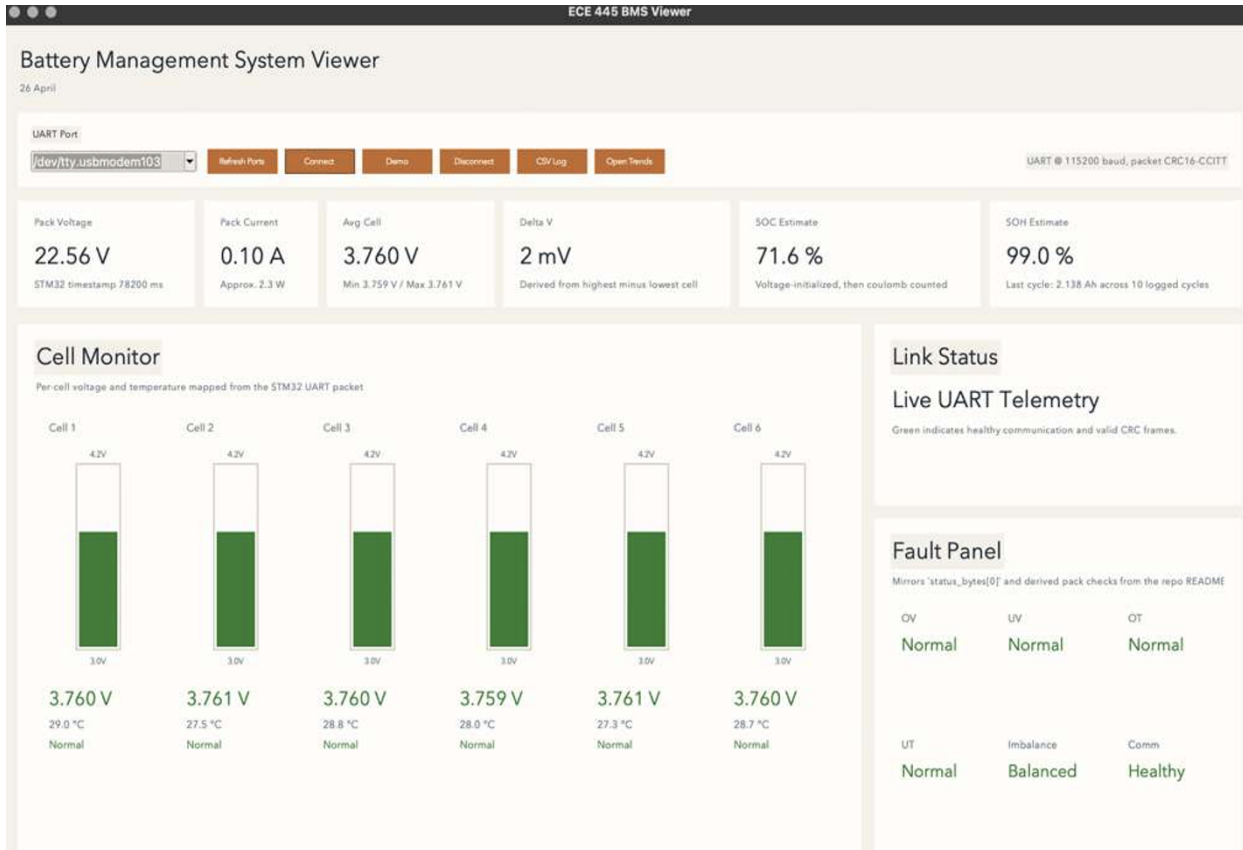 ECE 445 BMS Viewer
Battery Management System Viewer
26 April
UART Port
/dev/tty.usbmodem103
Refresh Ports
Connect
Demo
Disconnect
CSV Log
Open Trends
UART @ 115200 baud, packet CRC16-CCITT
Pack Voltage
22.56 V
STM32 timestamp 78200 ms
Pack Current
0.10 A
Approx. 2.3 W
Avg Cell
3.760 V
Min 3.759 V / Max 3.761 V
Delta V
2 mV
Derived from highest minus lowest cell
SOC Estimate
71.6 %
Voltage-initialized, then coulomb counted
SOH Estimate
99.0 %
Last cycle: 2.138 Ah across 10 logged cycles
Cell Monitor
Per-cell voltage and temperature mapped from the STM32 UART packet
Cell 1
4.2V
3.0V
3.760 V
29.0 °C
Normal
Cell 2
4.2V
3.0V
3.761 V
27.5 °C
Normal
Cell 3
4.2V
3.0V
3.760 V
28.8 °C
Normal
Cell 4
4.2V
3.0V
3.759 V
28.0 °C
Normal
Cell 5
4.2V
3.0V
3.761 V
27.3 °C
Normal
Cell 6
4.2V
3.0V
3.760 V
28.7 °C
Normal
Link Status
Live UART Telemetry
Green indicates healthy communication and valid CRC frames.
Fault Panel
Mirrors 'status_bytes[0]' and derived pack checks from the repo README
OV
Normal
UV
Normal
OT
Normal
UT
Normal
Imbalance
Balanced
Comm
Healthy